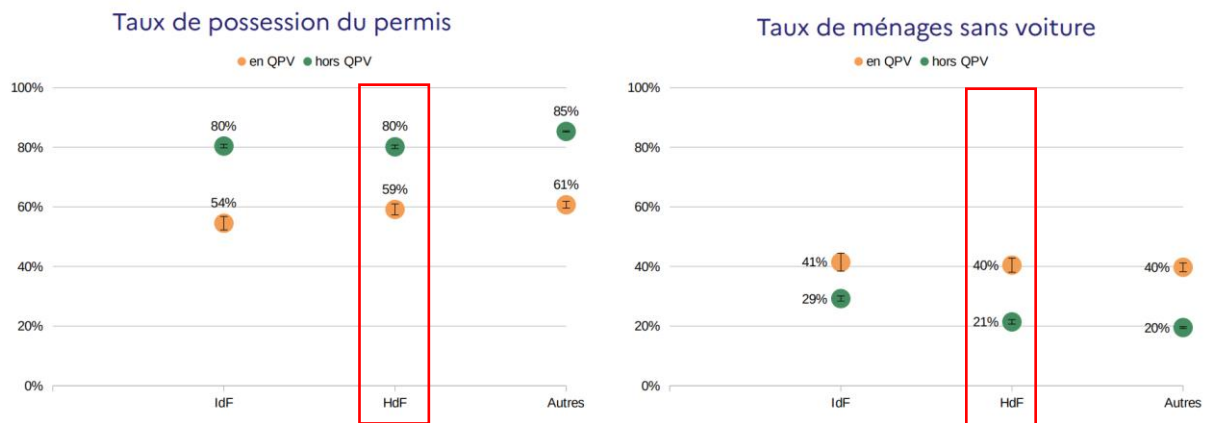 Taux de possession du permis
en QPV hors QPV
100%
80%
60%
40%
20%
0%
80%
54%
80%
59%
85%
61%
IdF
HdF
Autres
Taux de ménages sans voiture
en QPV hors QPV
100%
80%
60%
40%
20%
0%
41%
29%
40%
21%
40%
20%
IdF
HdF
Autres